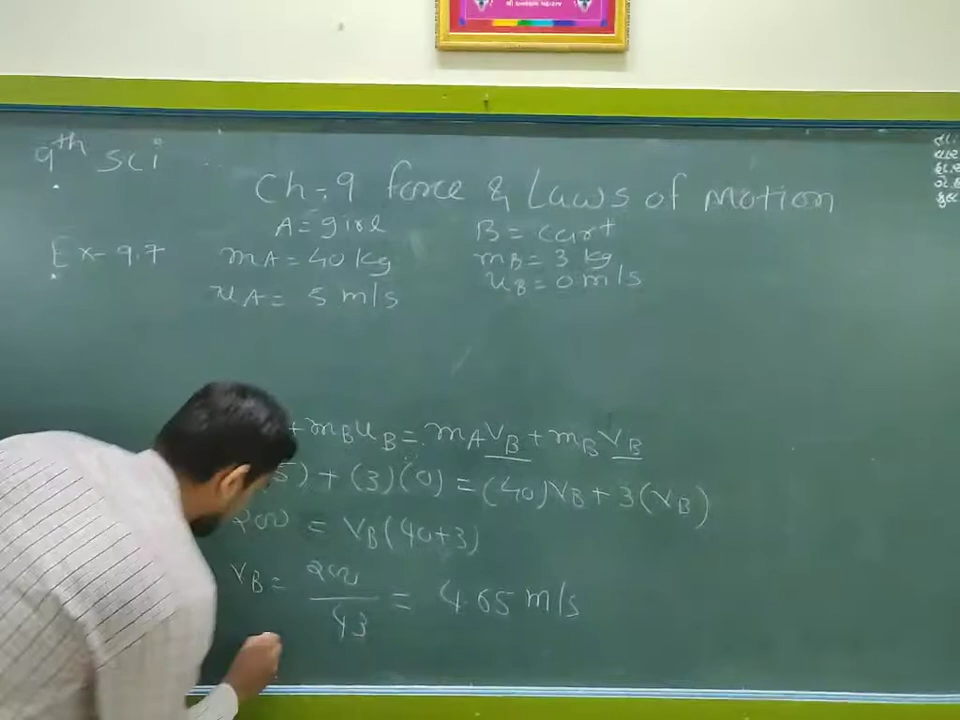 9th sci
Ch-9 force & Laws of Motion
A = girl B = cart
Ex-9.7 mA = 40 kg mB = 3 kg
uA = 5 m/s uB = 0 m/s
+ mBuB = mAvB + mBvB
5) + (3)(0) = (40)vB + 3(vB)
200 = vB(40+3)
vB = 200/43 = 4.65 m/s